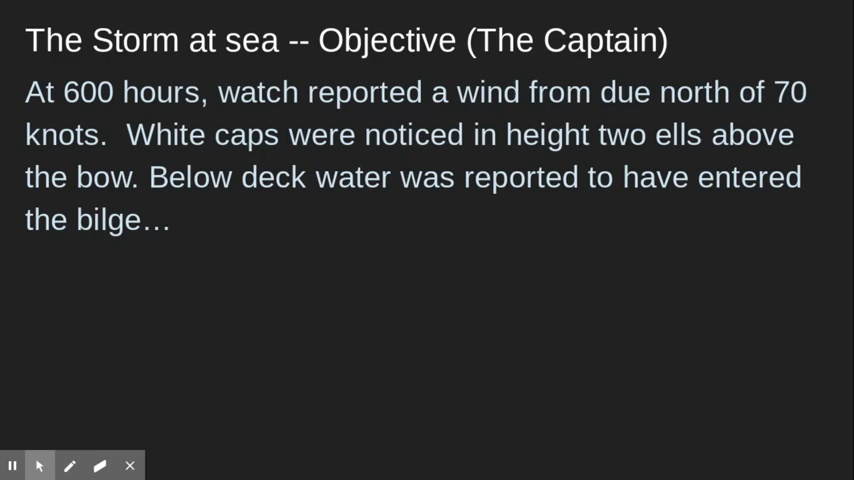 The Storm at sea -- Objective (The Captain)
At 600 hours, watch reported a wind from due north of 70
knots.  White caps were noticed in height two ells above
the bow. Below deck water was reported to have entered
the bilge…